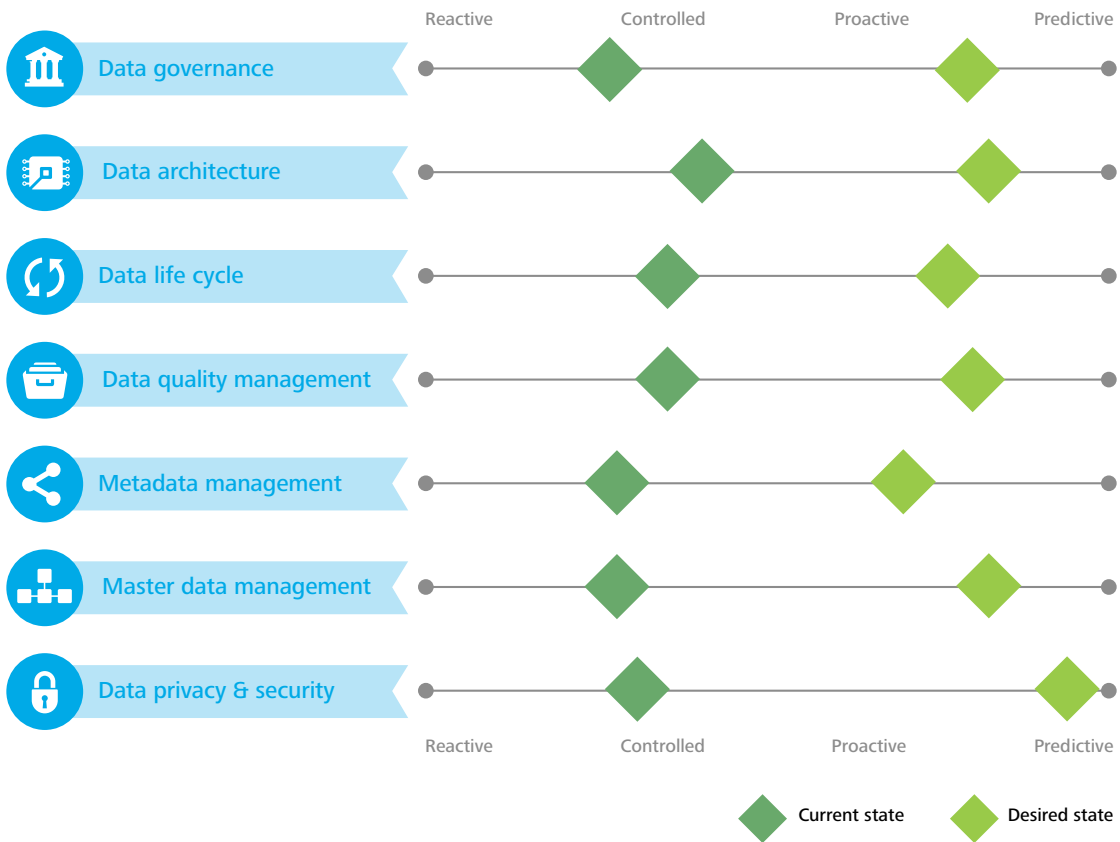 Reactive Controlled Proactive Predictive
Data governance
Data architecture
Data life cycle
Data quality management
Metadata management
Master data management
Data privacy & security
Reactive Controlled Proactive Predictive
Current state Desired state